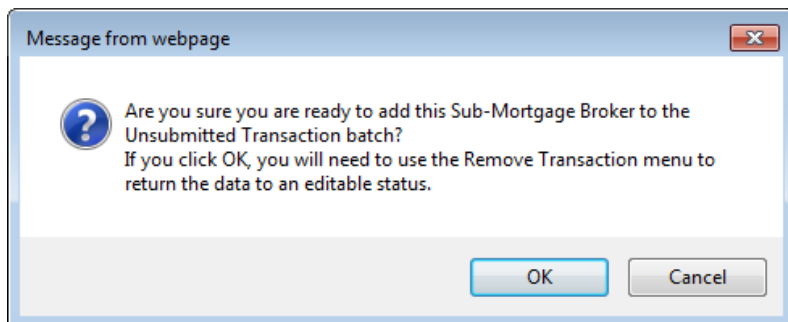 Message from webpage
Are you sure you are ready to add this Sub-Mortgage Broker to the
Unsubmitted Transaction batch?
If you click OK, you will need to use the Remove Transaction menu to
return the data to an editable status.
OK
Cancel